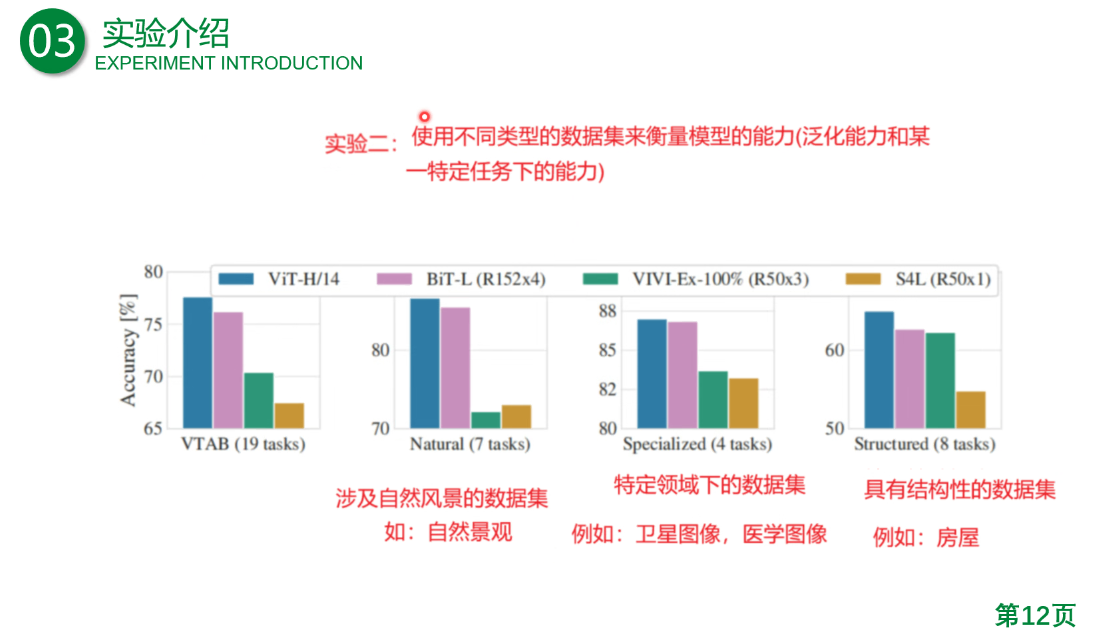 03
实验介绍
EXPERIMENT INTRODUCTION
实验二：使用不同类型的数据集来衡量模型的能力(泛化能力和某
一特定任务下的能力)
ViT-H/14 BiT-L (R152x4) VIVI-Ex-100% (R50x3) S4L (R50x1)
Accuracy [%]
80
75
70
65
VTAB (19 tasks)
80
70
Natural (7 tasks)
88
85
82
80
Specialized (4 tasks)
60
50
Structured (8 tasks)
涉及自然风景的数据集
如：自然景观
特定领域下的数据集
例如：卫星图像，医学图像
具有结构性的数据集
例如：房屋
第12页